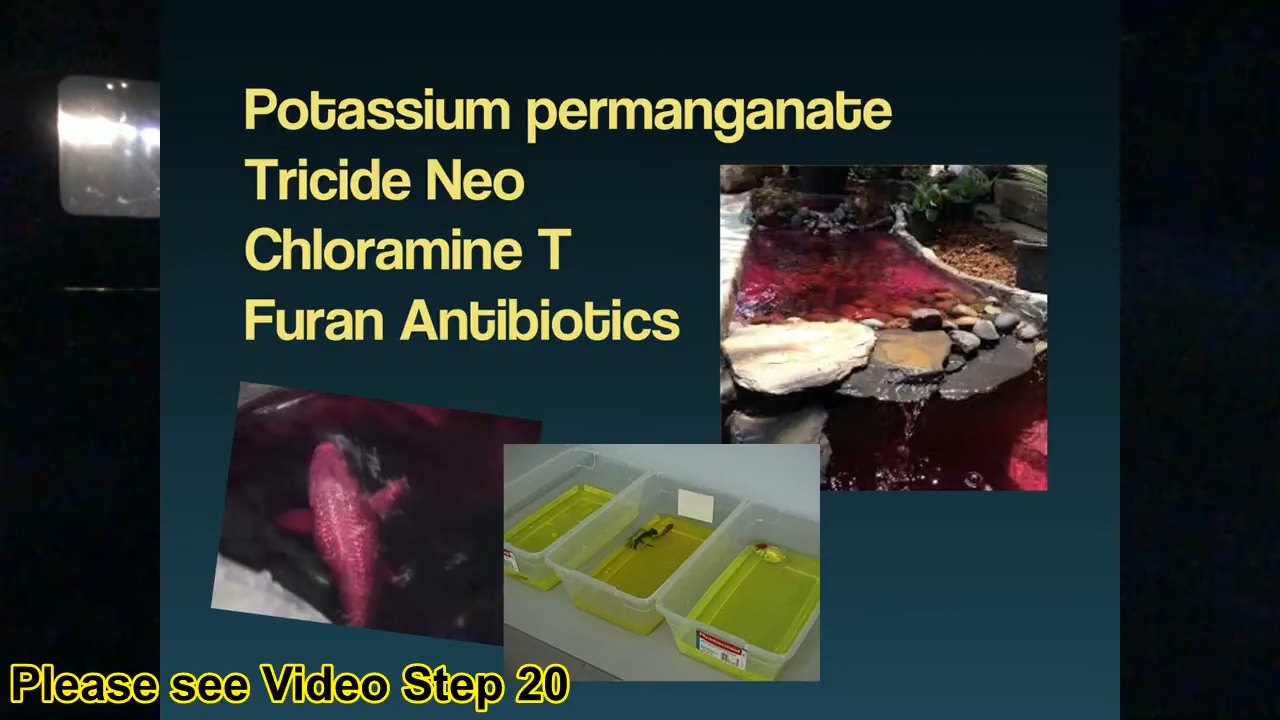 Potassium permanganate
Tricide Neo
Chloramine T
Furan Antibiotics
Please see Video Step 20